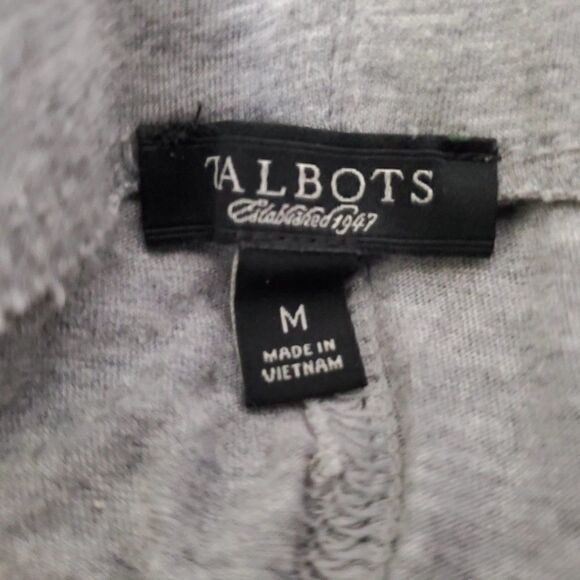 TALBOTS
Established 1947
M
MADE IN
VIETNAM